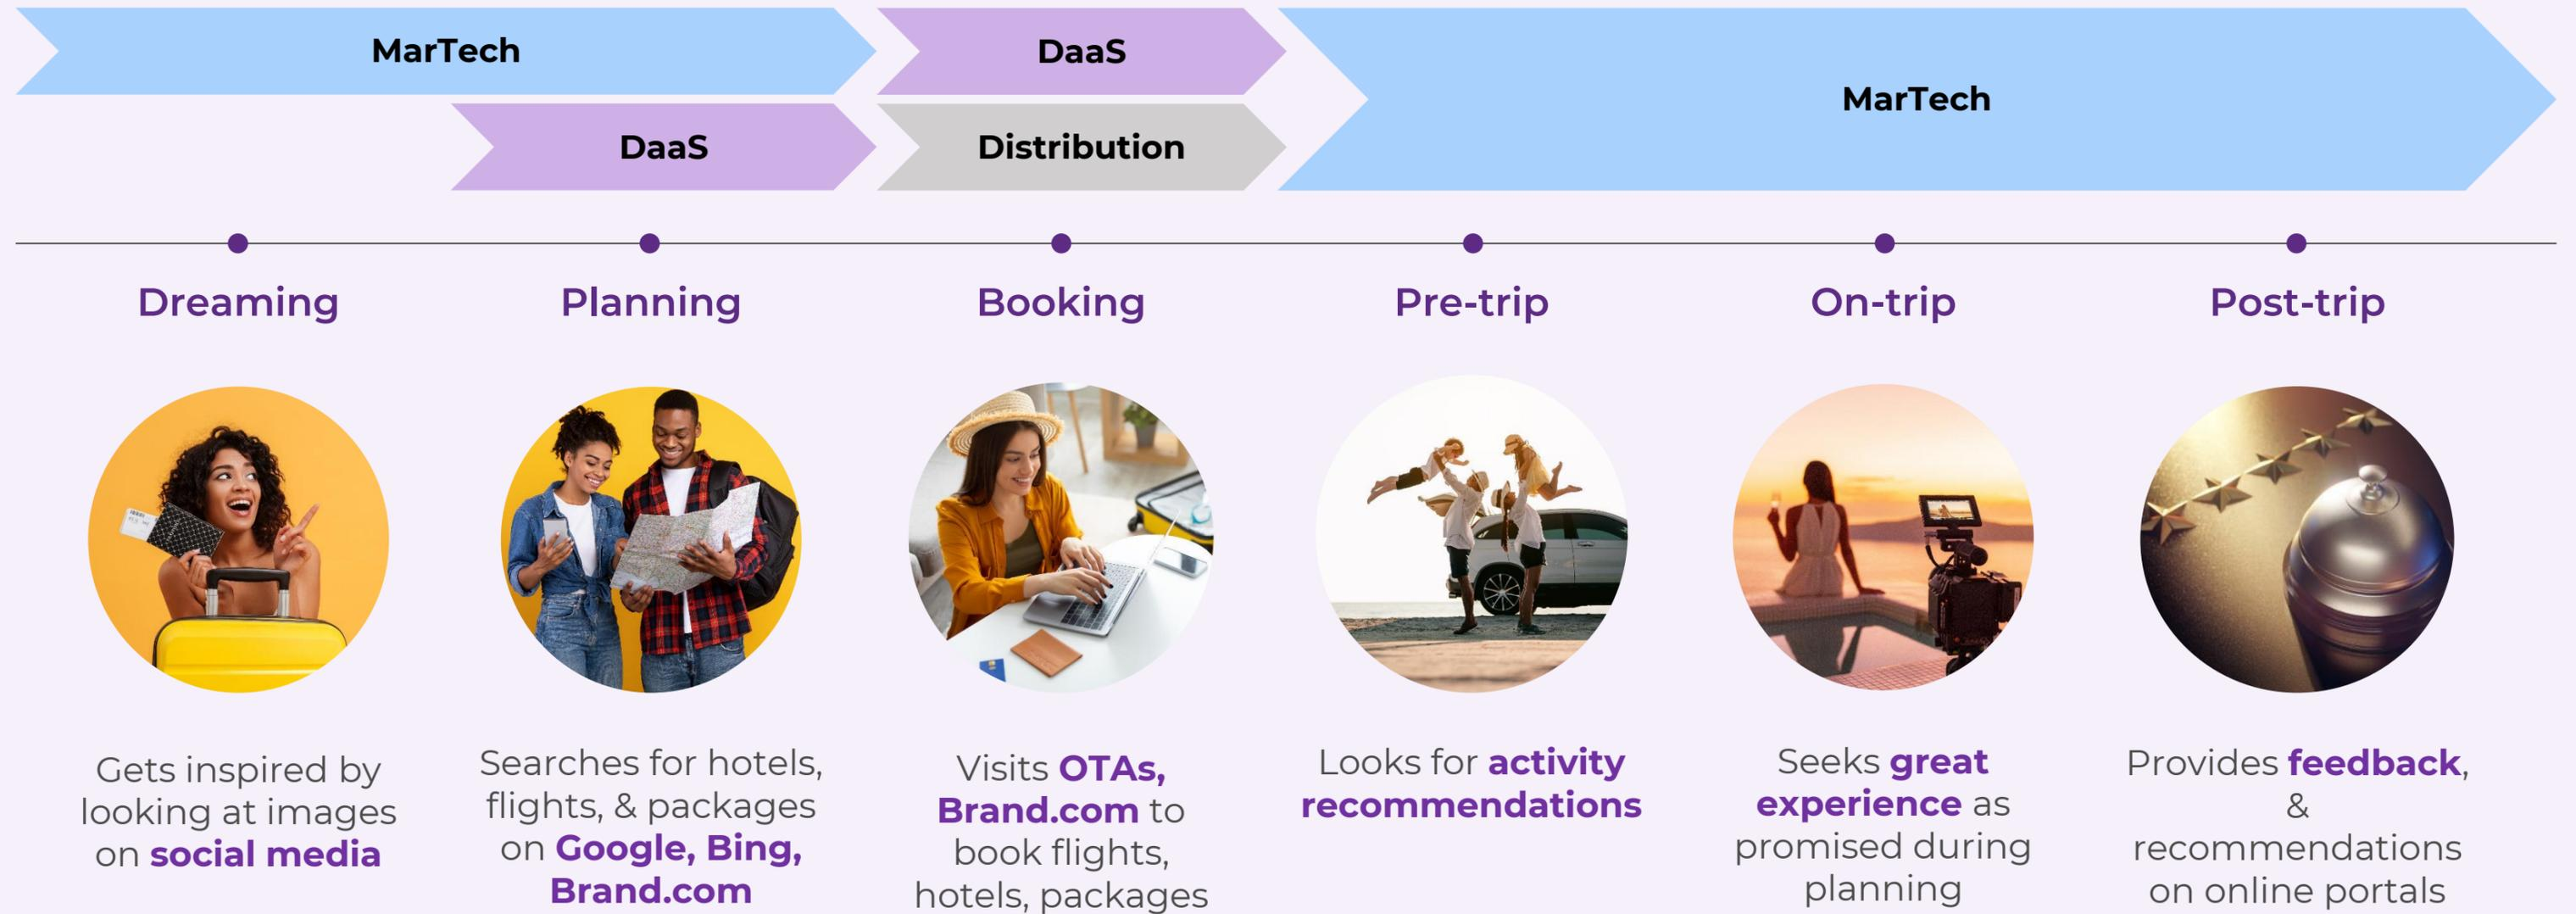 MarTech
DaaS
MarTech
DaaS
Distribution
Dreaming
Planning
Booking
Pre-trip
On-trip
Post-trip
Gets inspired by
looking at images
on social media
Searches for hotels,
flights, & packages
on Google, Bing,
Brand.com
Visits OTAs,
Brand.com to
book flights,
hotels, packages
Looks for activity
recommendations
Seeks great
experience as
promised during
planning
Provides feedback,
&
recommendations
on online portals